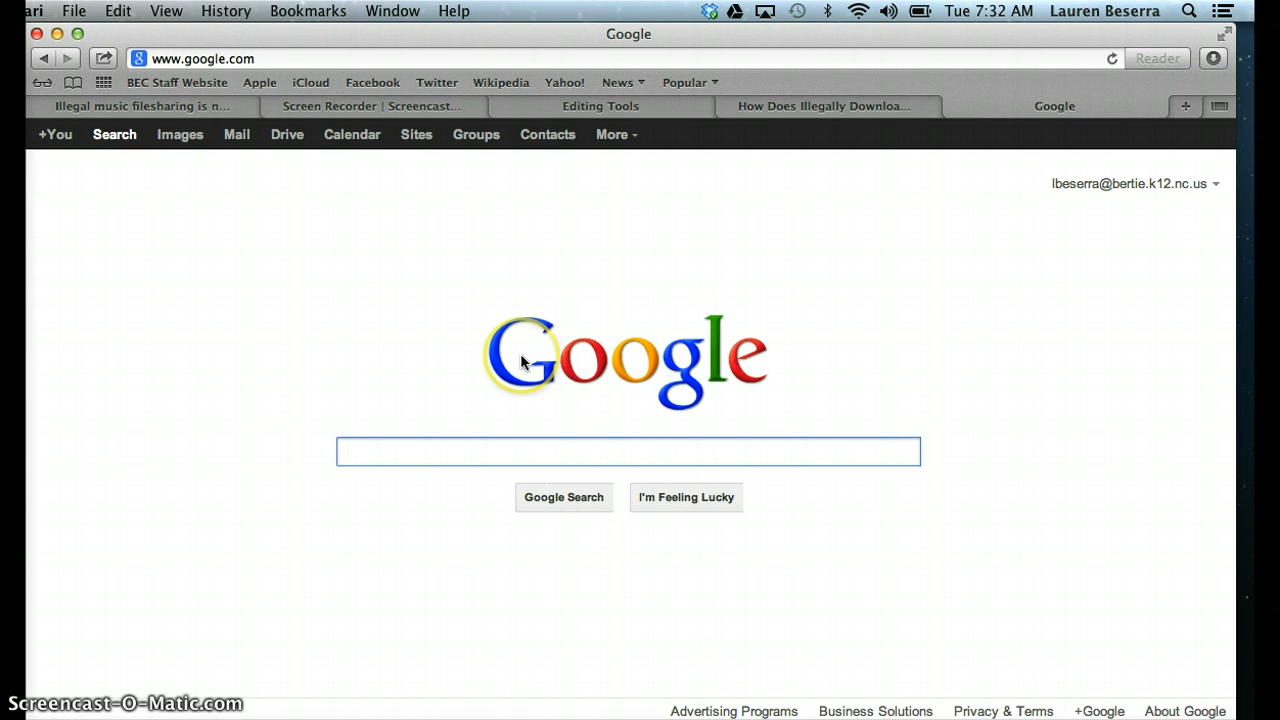 ari File Edit View History Bookmarks Window Help Tue 7:32 AM Lauren Beserra
Google
www.google.com Reader
BEC Staff Website Apple iCloud Facebook Twitter Wikipedia Yahoo! News Popular
Illegal music filesharing is n... Screen Recorder | Screencast... Editing Tools How Does Illegally Downloa... Google
+You Search Images Mail Drive Calendar Sites Groups Contacts More
lbeserra@bertie.k12.nc.us
Google
Google Search I'm Feeling Lucky
Screencast-O-Matic.com
Advertising Programs Business Solutions Privacy & Terms +Google About Google